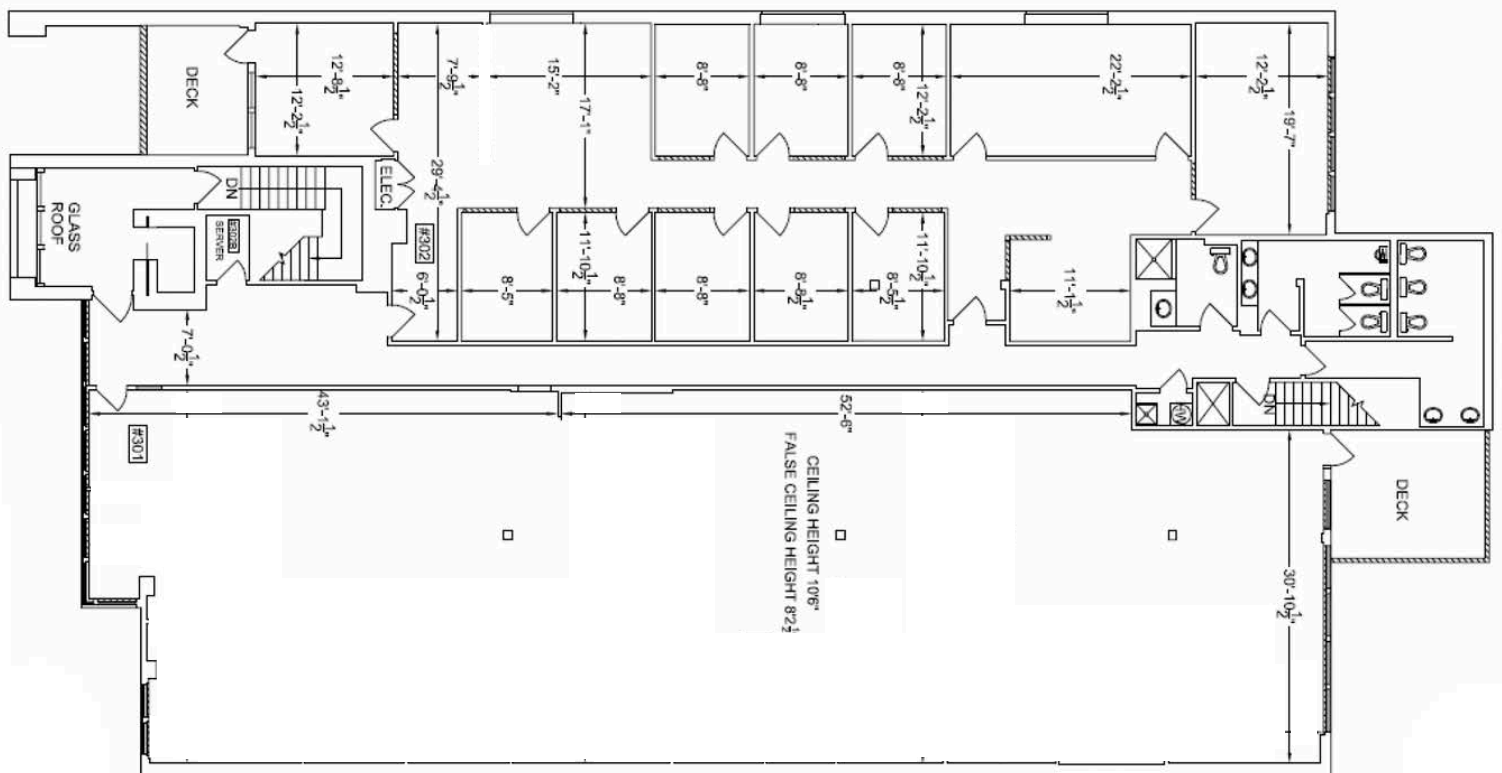 DECK
12'-8½"
12'-2½"
7'-9½"
15'-2"
17'-1"
8'-8"
8'-8"
8'-8"
12'-2½"
22'-2½"
12'-2½"
19'-7"
GLASS
ROOF
DN
ELEC.
29'-4½"
#302
#302B
SERVER
6'-0½"
8'-5"
11'-10½"
8'-8"
8'-8"
8'-8½"
8'-5½"
11'-10½"
11'-1½"
7'-0½"
43'-1½"
52'-6"
HW
DN
#301
CEILING HEIGHT 10'6"
FALSE CEILING HEIGHT 8'2½
30'-10½"
DECK